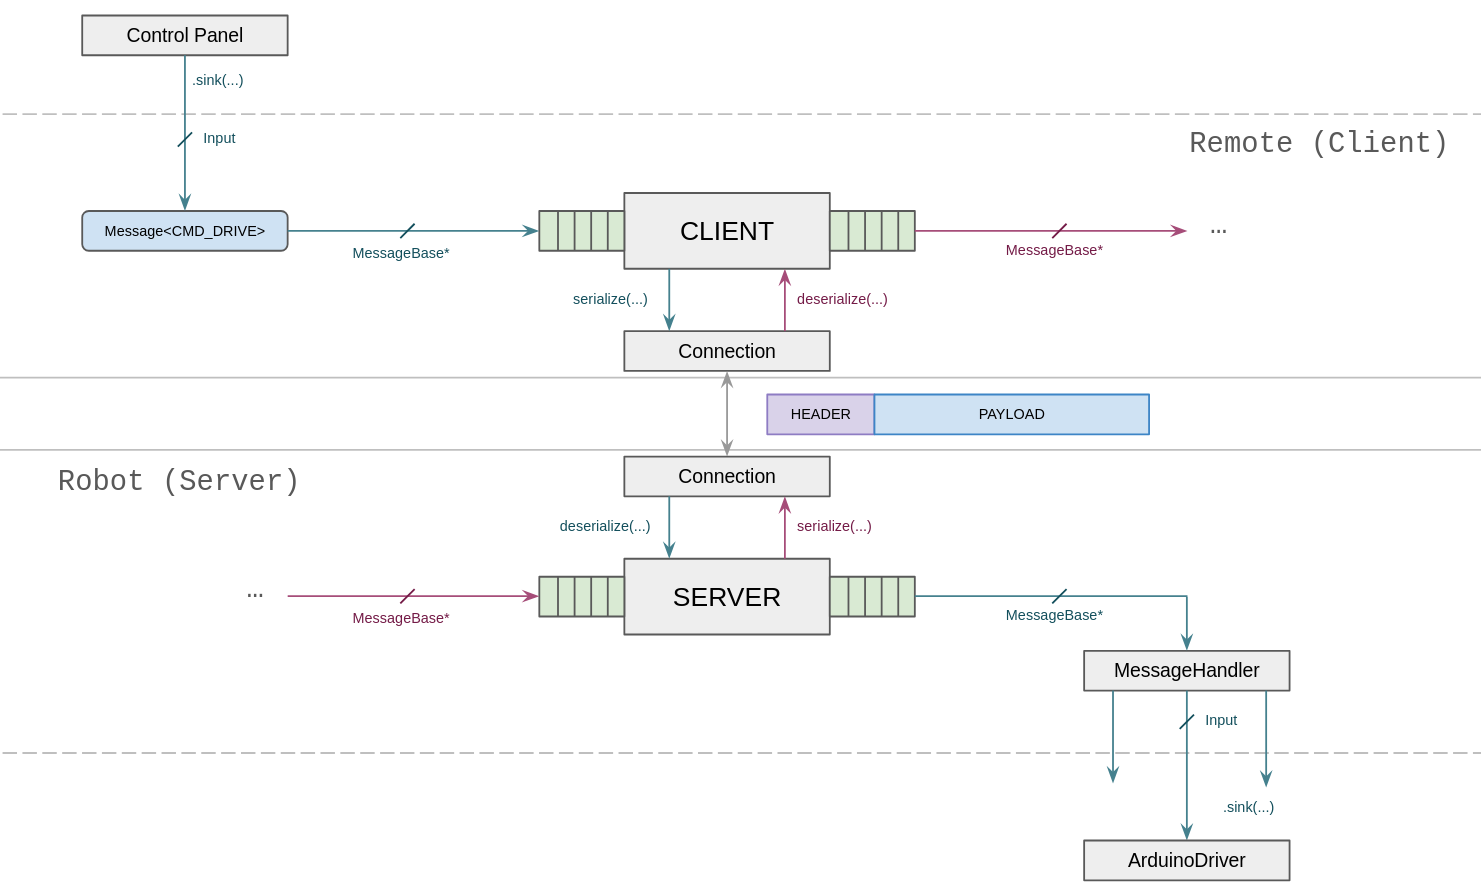 Control Panel
.sink(...)
Input
Remote (Client)
Message<CMD_DRIVE>
MessageBase*
CLIENT
MessageBase*
...
serialize(...)
deserialize(...)
Connection
HEADER
PAYLOAD
Robot (Server)
Connection
deserialize(...)
serialize(...)
...
MessageBase*
SERVER
MessageBase*
MessageHandler
Input
.sink(...)
ArduinoDriver